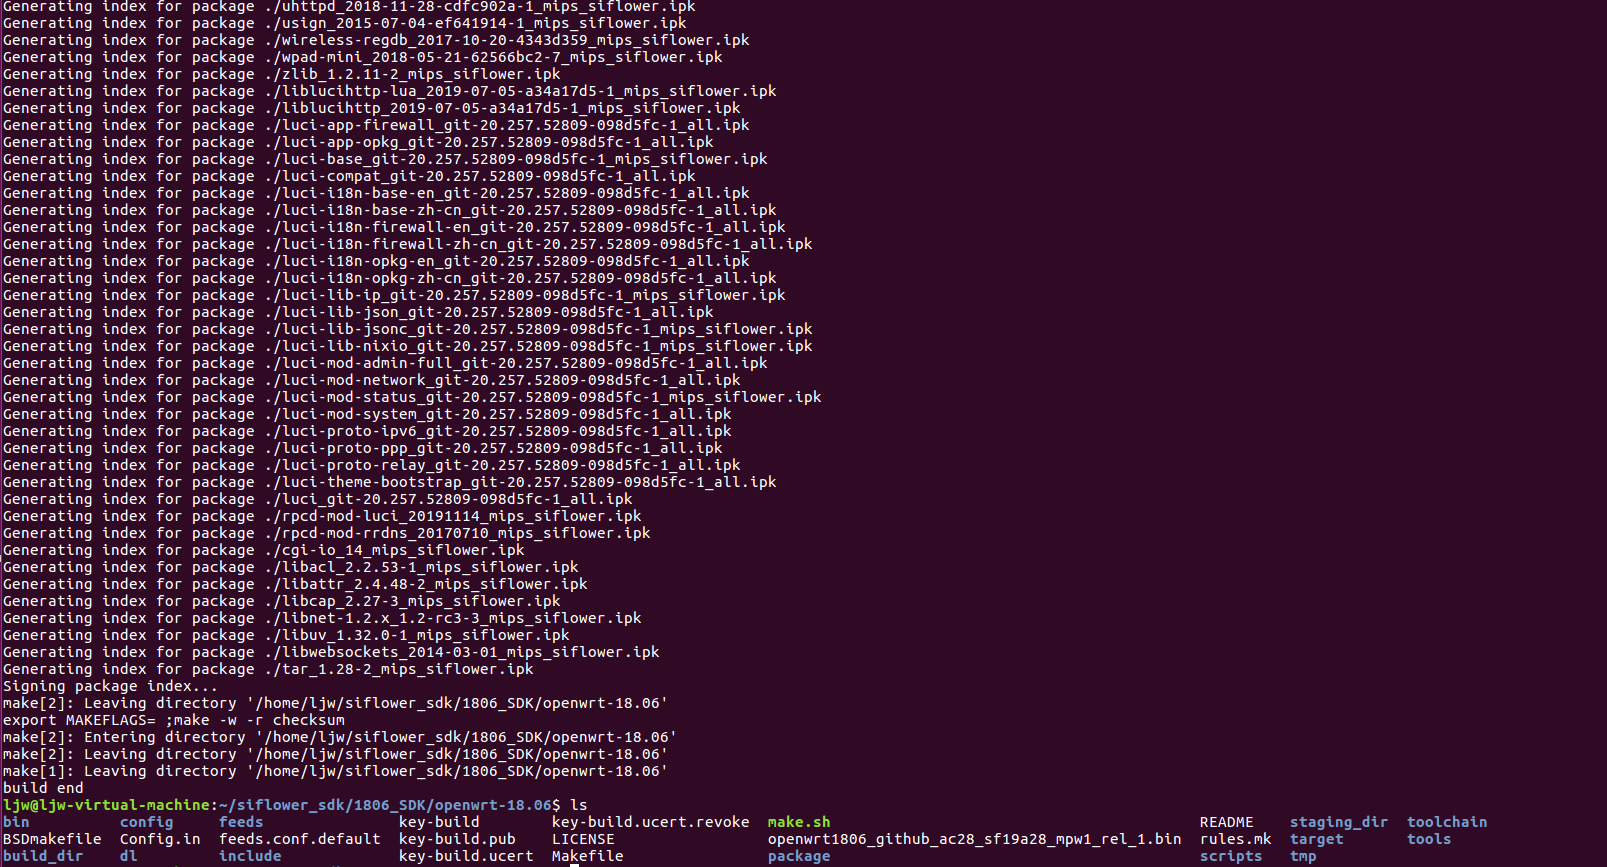 Generating index for package ./uhttpd_2018-11-28-cdfc902a-1_mips_siflower.ipk
Generating index for package ./usign_2015-07-04-ef641914-1_mips_siflower.ipk
Generating index for package ./wireless-regdb_2017-10-20-4343d359_mips_siflower.ipk
Generating index for package ./wpad-mini_2018-05-21-62566bc2-7_mips_siflower.ipk
Generating index for package ./zlib_1.2.11-2_mips_siflower.ipk
Generating index for package ./liblucihttp-lua_2019-07-05-a34a17d5-1_mips_siflower.ipk
Generating index for package ./liblucihttp_2019-07-05-a34a17d5-1_mips_siflower.ipk
Generating index for package ./luci-app-firewall_git-20.257.52809-098d5fc-1_all.ipk
Generating index for package ./luci-app-opkg_git-20.257.52809-098d5fc-1_all.ipk
Generating index for package ./luci-base_git-20.257.52809-098d5fc-1_mips_siflower.ipk
Generating index for package ./luci-compat_git-20.257.52809-098d5fc-1_all.ipk
Generating index for package ./luci-i18n-base-en_git-20.257.52809-098d5fc-1_all.ipk
Generating index for package ./luci-i18n-base-zh-cn_git-20.257.52809-098d5fc-1_all.ipk
Generating index for package ./luci-i18n-firewall-en_git-20.257.52809-098d5fc-1_all.ipk
Generating index for package ./luci-i18n-firewall-zh-cn_git-20.257.52809-098d5fc-1_all.ipk
Generating index for package ./luci-i18n-opkg-en_git-20.257.52809-098d5fc-1_all.ipk
Generating index for package ./luci-i18n-opkg-zh-cn_git-20.257.52809-098d5fc-1_all.ipk
Generating index for package ./luci-lib-ip_git-20.257.52809-098d5fc-1_mips_siflower.ipk
Generating index for package ./luci-lib-json_git-20.257.52809-098d5fc-1_all.ipk
Generating index for package ./luci-lib-jsonc_git-20.257.52809-098d5fc-1_mips_siflower.ipk
Generating index for package ./luci-lib-nixio_git-20.257.52809-098d5fc-1_mips_siflower.ipk
Generating index for package ./luci-mod-admin-full_git-20.257.52809-098d5fc-1_all.ipk
Generating index for package ./luci-mod-network_git-20.257.52809-098d5fc-1_all.ipk
Generating index for package ./luci-mod-status_git-20.257.52809-098d5fc-1_mips_siflower.ipk
Generating index for package ./luci-mod-system_git-20.257.52809-098d5fc-1_all.ipk
Generating index for package ./luci-proto-ipv6_git-20.257.52809-098d5fc-1_all.ipk
Generating index for package ./luci-proto-ppp_git-20.257.52809-098d5fc-1_all.ipk
Generating index for package ./luci-proto-relay_git-20.257.52809-098d5fc-1_all.ipk
Generating index for package ./luci-theme-bootstrap_git-20.257.52809-098d5fc-1_all.ipk
Generating index for package ./luci_git-20.257.52809-098d5fc-1_all.ipk
Generating index for package ./rpcd-mod-luci_20191114_mips_siflower.ipk
Generating index for package ./rpcd-mod-rrdns_20170710_mips_siflower.ipk
Generating index for package ./cgi-io_14_mips_siflower.ipk
Generating index for package ./libacl_2.2.53-1_mips_siflower.ipk
Generating index for package ./libattr_2.4.48-2_mips_siflower.ipk
Generating index for package ./libcap_2.27-3_mips_siflower.ipk
Generating index for package ./libnet-1.2.x_1.2-rc3-3_mips_siflower.ipk
Generating index for package ./libuv_1.32.0-1_mips_siflower.ipk
Generating index for package ./libwebsockets_2014-03-01_mips_siflower.ipk
Generating index for package ./tar_1.28-2_mips_siflower.ipk
Signing package index...
make[2]: Leaving directory '/home/ljw/siflower_sdk/1806_SDK/openwrt-18.06'
export MAKEFLAGS= ;make -w -r checksum
make[2]: Entering directory '/home/ljw/siflower_sdk/1806_SDK/openwrt-18.06'
make[2]: Leaving directory '/home/ljw/siflower_sdk/1806_SDK/openwrt-18.06'
make[1]: Leaving directory '/home/ljw/siflower_sdk/1806_SDK/openwrt-18.06'
build end
ljw@ljw-virtual-machine:~/siflower_sdk/1806_SDK/openwrt-18.06$ ls
bin config feeds key-build key-build.ucert.revoke make.sh README staging_dir toolchain
BSDmakefile Config.in feeds.conf.default key-build.pub LICENSE openwrt1806_github_ac28_sf19a28_mpw1_rel_1.bin rules.mk target tools
build_dir dl include key-build.ucert Makefile package scripts tmp